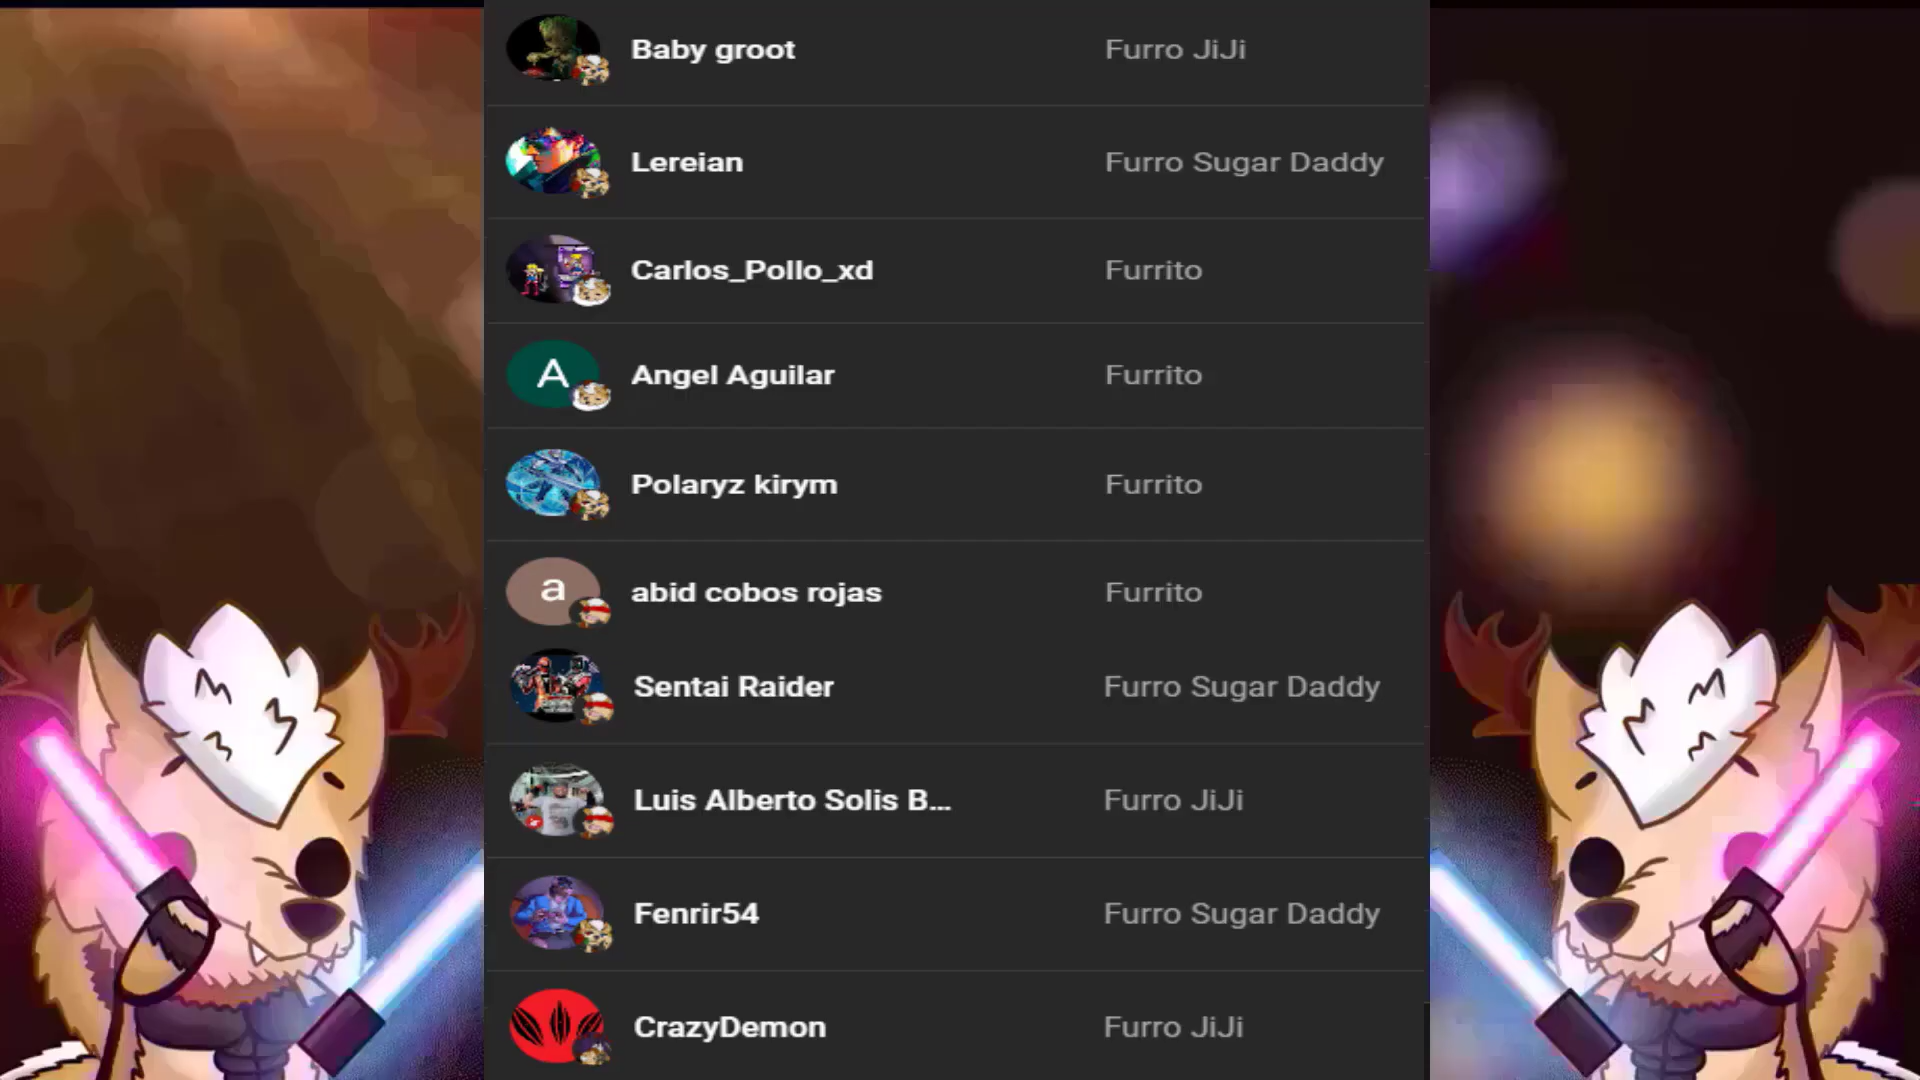 Baby groot Furro JiJi
Lereian Furro Sugar Daddy
Carlos_Pollo_xd Furrito
A Angel Aguilar Furrito
Polaryz kirym Furrito
a abid cobos rojas Furrito
Sentai Raider Furro Sugar Daddy
Luis Alberto Solis B... Furro JiJi
Fenrir54 Furro Sugar Daddy
CrazyDemon Furro JiJi